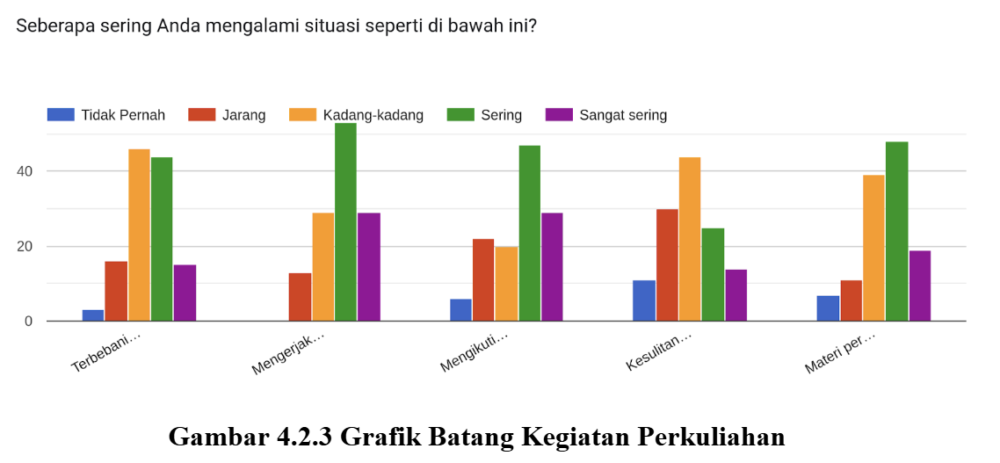 Seberapa sering Anda mengalami situasi seperti di bawah ini?
Tidak Pernah Jarang Kadang-kadang Sering Sangat sering
40
20
0
Terbebani... Mengerjak... Mengikuti... Kesulitan... Materi per...
Gambar 4.2.3 Grafik Batang Kegiatan Perkuliahan